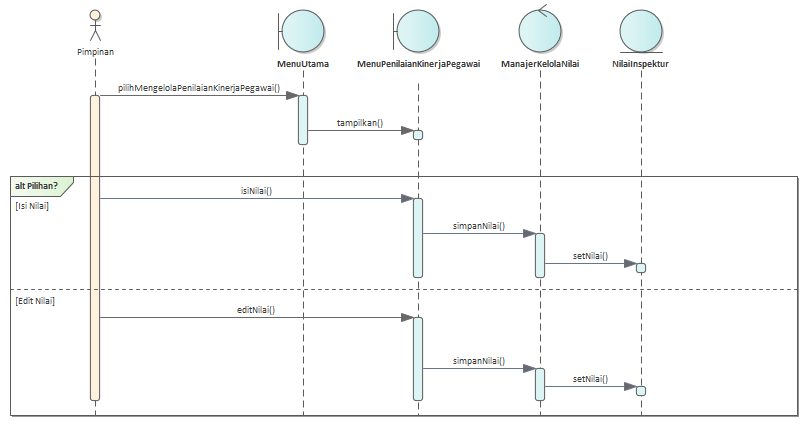 Pimpinan
MenuUtama
MenuPenilaianKinerjaPegawai
ManajerKelolaNilai
NilaiInspektur
pilihMengelolaPenilaianKinerjaPegawai()
tampilkan()
alt Pilihan?
[Isi Nilai]
isiNilai()
simpanNilai()
setNilai()
[Edit Nilai]
editNilai()
simpanNilai()
setNilai()